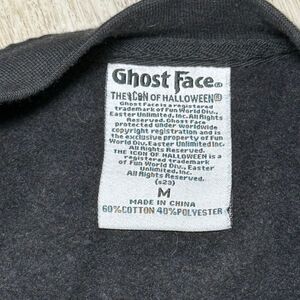 Ghost Face®
THE ICON OF HALLOWEEN®
Ghost Face is a registered
trademark of Fun World Div.,
Easter Unlimited, Inc. All Rights
Reserved. Ghost Face
protected under worldwide
copyright registration and is
the exclusive property of Fun
World Div., Easter Unlimited,
Inc. All Rights Reserved.
THE ICON OF HALLOWEEN is a
registered trademark
of Fun World Div.,
Easter Unlimited, Inc.
All Rights Reserved.
(s23)
M
MADE IN CHINA
60%COTTON 40%POLYESTER